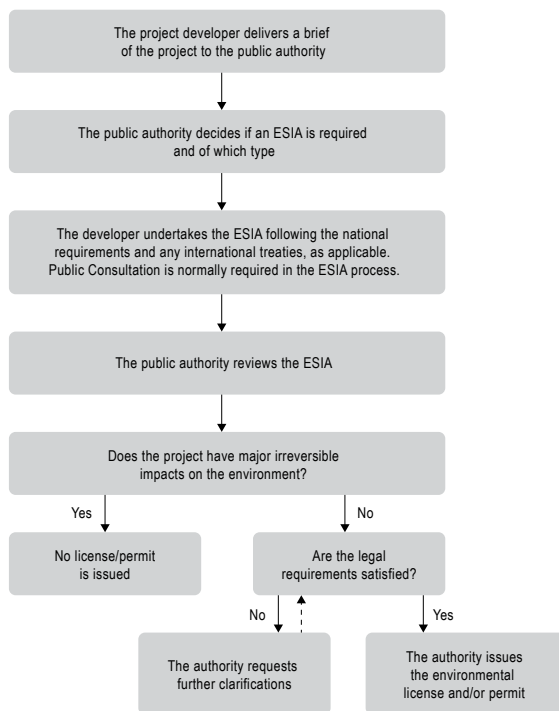 The project developer delivers a brief
of the project to the public authority
The public authority decides if an ESIA is required
and of which type
The developer undertakes the ESIA following the national
requirements and any international treaties, as applicable.
Public Consultation is normally required in the ESIA process.
The public authority reviews the ESIA
Does the project have major irreversible
impacts on the environment?
Yes
No
No license/permit
is issued
Are the legal
requirements satisfied?
No
Yes
The authority requests
further clarifications
The authority issues
the environmental
license and/or permit